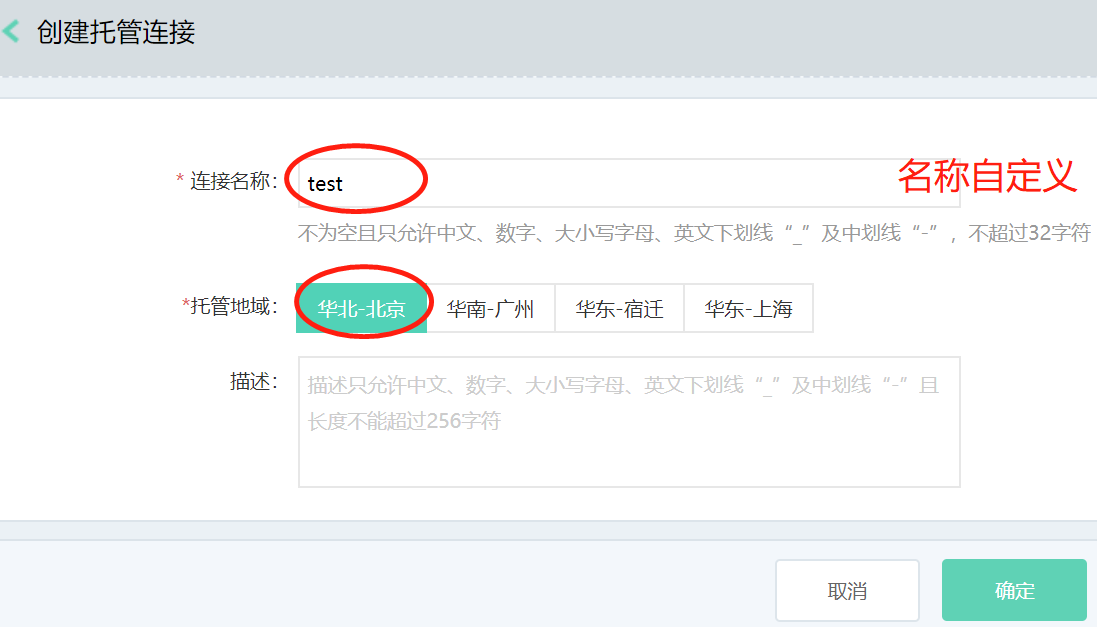 创建托管连接
* 连接名称： test 名称自定义
不为空且只允许中文、数字、大小写字母、英文下划线“_”及中划线“-”，不超过32字符
*托管地域： 华北-北京 华南-广州 华东-宿迁 华东-上海
描述： 描述只允许中文、数字、大小写字母、英文下划线“_”及中划线“-”且
长度不能超过256字符
取消 确定